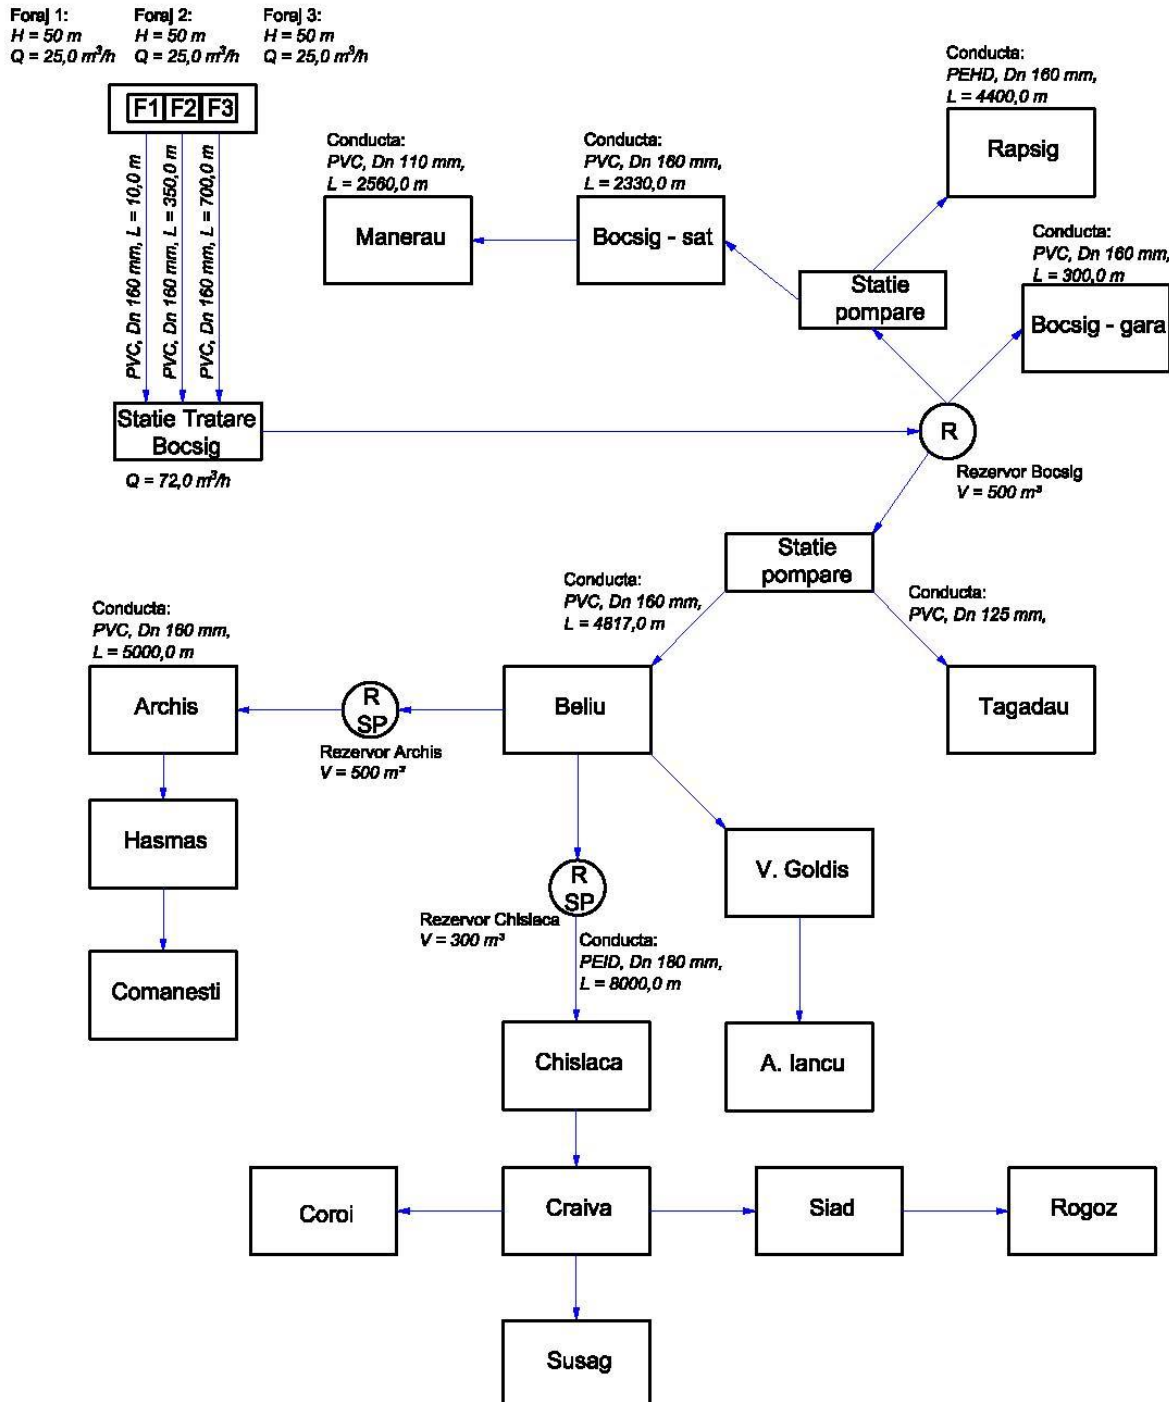 Foraj 1:
H = 50 m
Q = 25,0 m³/h
Foraj 2:
H = 50 m
Q = 25,0 m³/h
Foraj 3:
H = 50 m
Q = 25,0 m³/h
F1 F2 F3
PVC, Dn 160 mm, L = 10,0 m
PVC, Dn 160 mm, L = 350,0 m
PVC, Dn 160 mm, L = 700,0 m
Statie Tratare
Bocsig
Q = 72,0 m³/h
Conducta:
PVC, Dn 110 mm,
L = 2560,0 m
Manerau
Conducta:
PVC, Dn 160 mm,
L = 2330,0 m
Bocsig - sat
Conducta:
PEHD, Dn 160 mm,
L = 4400,0 m
Rapsig
Conducta:
PVC, Dn 160 mm,
L = 300,0 m
Bocsig - gara
Statie
pompare
R
Rezervor Bocsig
V = 500 m³
Statie
pompare
Conducta:
PVC, Dn 160 mm,
L = 4817,0 m
Conducta:
PVC, Dn 125 mm,
Conducta:
PVC, Dn 160 mm,
L = 5000,0 m
Archis
R
SP
Rezervor Archis
V = 500 m³
Beliu
Tagadau
Hasmas
Comanesti
R
SP
Rezervor Chislaca
V = 300 m³
Conducta:
PEID, Dn 180 mm,
L = 8000,0 m
V. Goldis
A. Iancu
Chislaca
Coroi
Craiva
Siad
Rogoz
Susag